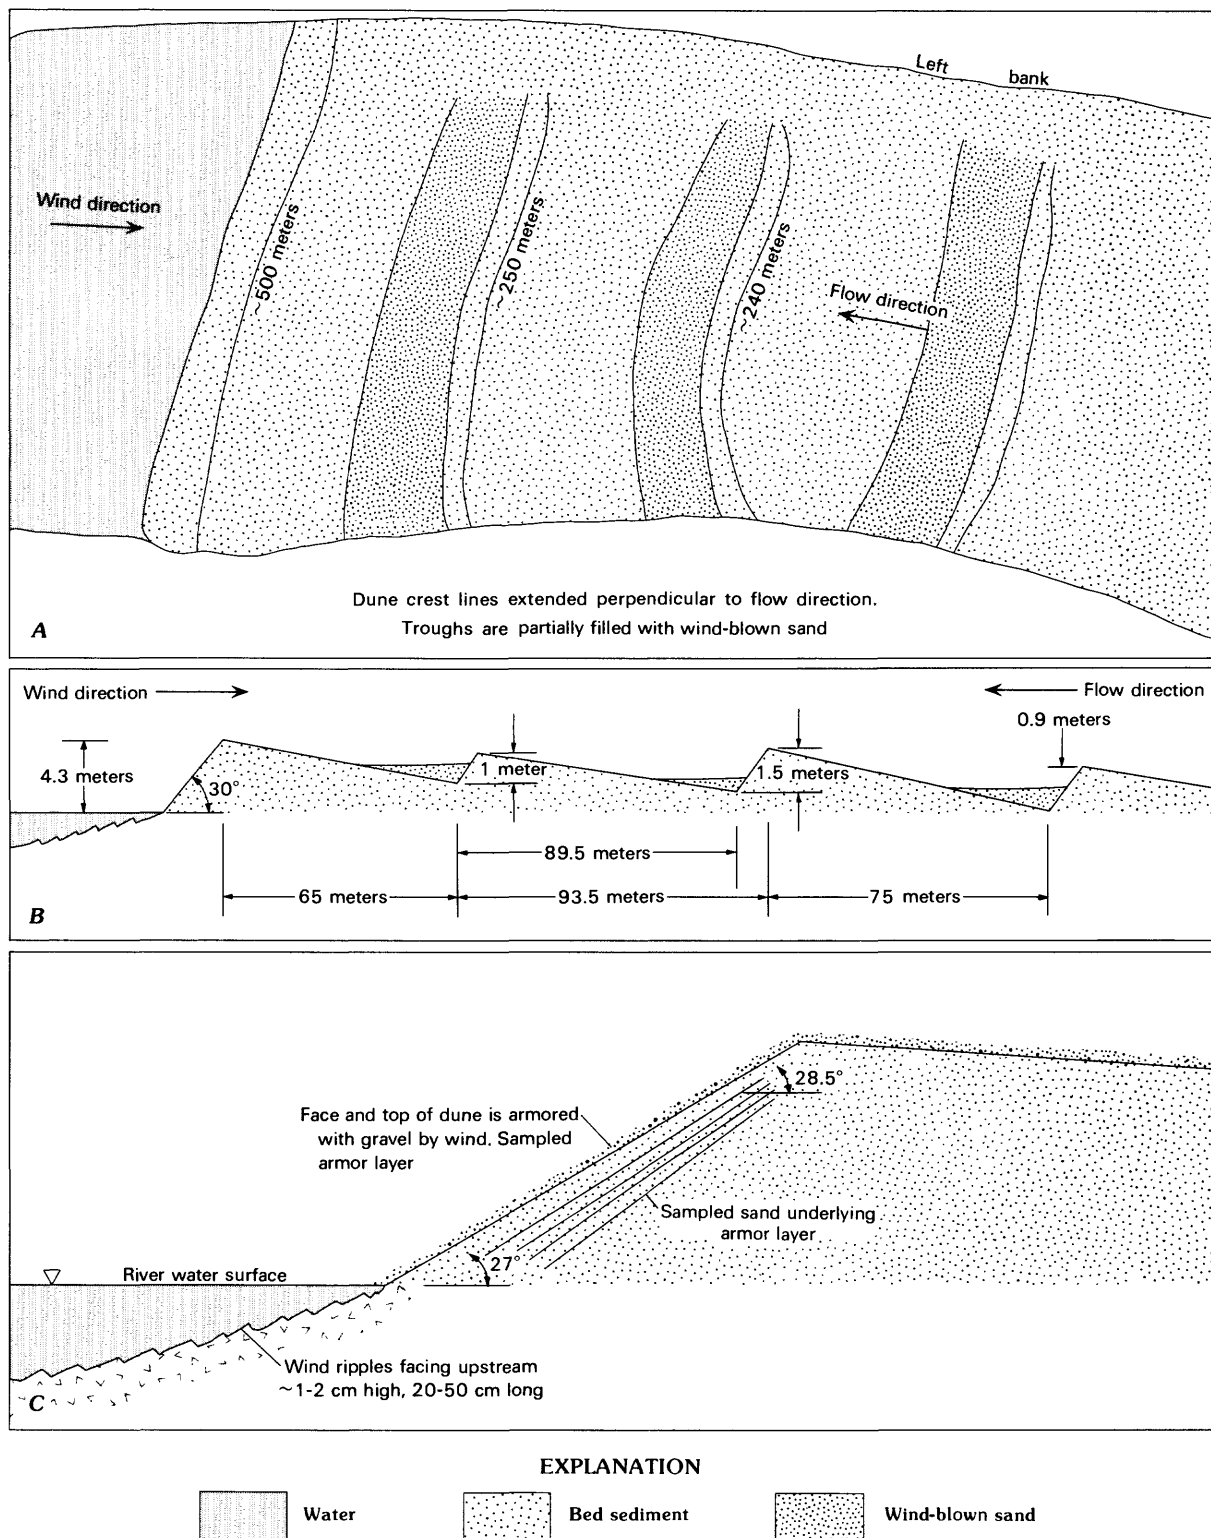 Left bank
Wind direction
~500 meters
~250 meters
~240 meters
Flow direction
Dune crest lines extended perpendicular to flow direction.
Troughs are partially filled with wind-blown sand
A
Wind direction
Flow direction
0.9 meters
4.3 meters
30°
1 meter
1.5 meters
89.5 meters
65 meters
93.5 meters
75 meters
B
28.5°
Face and top of dune is armored
with gravel by wind. Sampled
armor layer
Sampled sand underlying
armor layer
27°
River water surface
Wind ripples facing upstream
~1-2 cm high, 20-50 cm long
C
EXPLANATION
Water
Bed sediment
Wind-blown sand